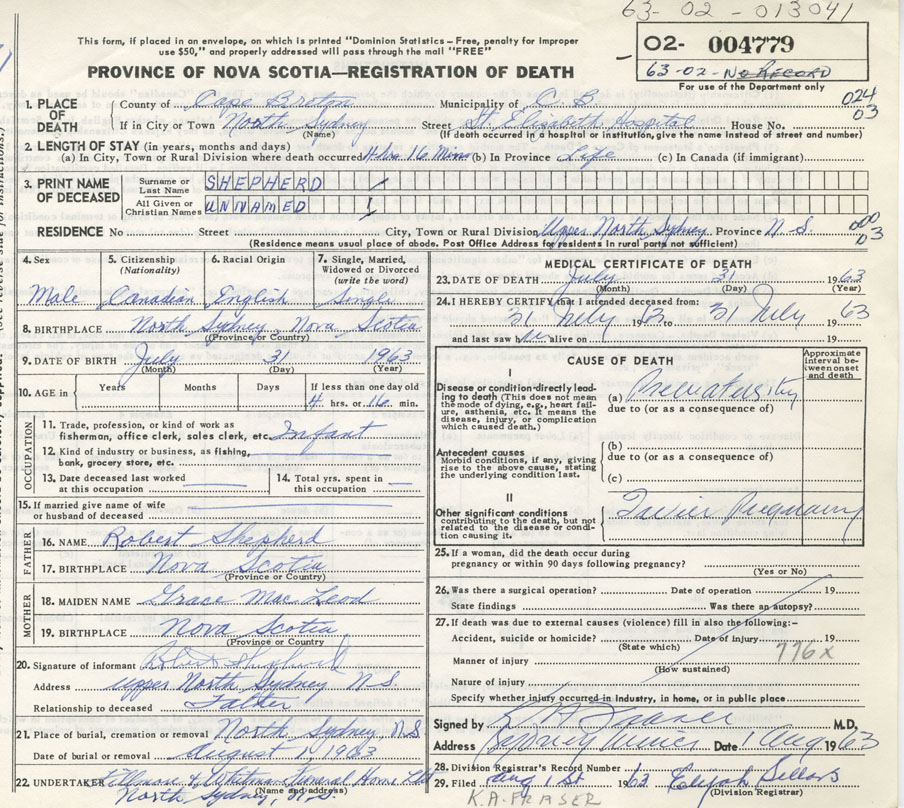 63-02-013041
This form, if placed in an envelope, on which is printed "Dominion Statistics - Free, penalty for improper
use $50," and properly addressed will pass through the mail "FREE"
02- 004779
63-02-No RECORD
For use of the Department only
PROVINCE OF NOVA SCOTIA—REGISTRATION OF DEATH
024
03
1. PLACE OF DEATH County of Cape Breton Municipality of C. B.
If in City or Town North Sydney Street St. Elizabeth Hospital House No.
(Name) (If death occurred in a hospital or institution, give the name instead of street and number)
2. LENGTH OF STAY (in years, months and days)
(a) In City, Town or Rural Division where death occurred 4 hrs 16 Mins (b) In Province Life (c) In Canada (if immigrant)
3. PRINT NAME OF DECEASED
Surname or Last Name SHEPHERD
All Given or Christian Names UNNAMED
RESIDENCE No Street City, Town or Rural Division Upper North Sydney Province N. S.
000
03
(Residence means usual place of abode. Post Office Address for residents in rural parts not sufficient)
4. Sex 5. Citizenship (Nationality) 6. Racial Origin 7. Single, Married, Widowed or Divorced (write the word)
Male Canadian English Single
8. BIRTHPLACE North Sydney, Nova Scotia
(Province or Country)
9. DATE OF BIRTH July 31 1963
(Month) (Day) (Year)
10. AGE in Years Months Days If less than one day old
4 hrs. or 16 min.
OCCUPATION
11. Trade, profession, or kind of work as
fisherman, office clerk, sales clerk, etc. Infant
12. Kind of industry or business, as fishing,
bank, grocery store, etc.
13. Date deceased last worked at this occupation
14. Total yrs. spent in this occupation
15. If married give name of wife
or husband of deceased
FATHER
16. NAME Robert Shepherd
17. BIRTHPLACE Nova Scotia
(Province or Country)
MOTHER
18. MAIDEN NAME Grace MacLeod
19. BIRTHPLACE Nova Scotia
(Province or Country)
20. Signature of informant Robert Shepherd
Address Upper North Sydney N.S.
Relationship to deceased Father
21. Place of burial, cremation or removal North Sydney, N.S
Date of burial or removal August 1, 1963
22. UNDERTAKER Funeral Home Ltd
(Name and address)
North Sydney, N.S.
MEDICAL CERTIFICATE OF DEATH
23. DATE OF DEATH July 31 1963
(Month) (Day) (Year)
24. I HEREBY CERTIFY that I attended deceased from:
31 July 1963 to 31 July 1963
and last saw him alive on 19
CAUSE OF DEATH
Approximate interval between onset and death
I
Disease or condition directly lead-
ing to death (This does not mean
the mode of dying, e.g., heart fail-
ure, asthenia, etc. It means the
disease, injury, or complication
which caused death.)
(a) Prematurity
due to (or as a consequence of)
Antecedent causes
Morbid conditions, if any, giving
rise to the above cause, stating
the underlying condition last.
(b)
due to (or as a consequence of)
(c)
II
Other significant conditions
contributing to the death, but not
related to the disease or condi-
tion causing it.
Pregnancy
25. If a woman, did the death occur during
pregnancy or within 90 days following pregnancy?
(Yes or No)
26. Was there a surgical operation? Date of operation 19
State findings Was there an autopsy?
27. If death was due to external causes (violence) fill in also the following:-
Accident, suicide or homicide? Date of injury 19
(State which)
776x
Manner of injury
(How sustained)
Nature of injury
Specify whether injury occurred in industry, in home, or in public place
Signed by K A Fraser M.D.
Address Sydney Mines Date 1 Aug 1963
28. Division Registrar's Record Number
29. Filed Aug 1st 1963 Elijah Sellars
(Division Registrar)
K.A. FRASER